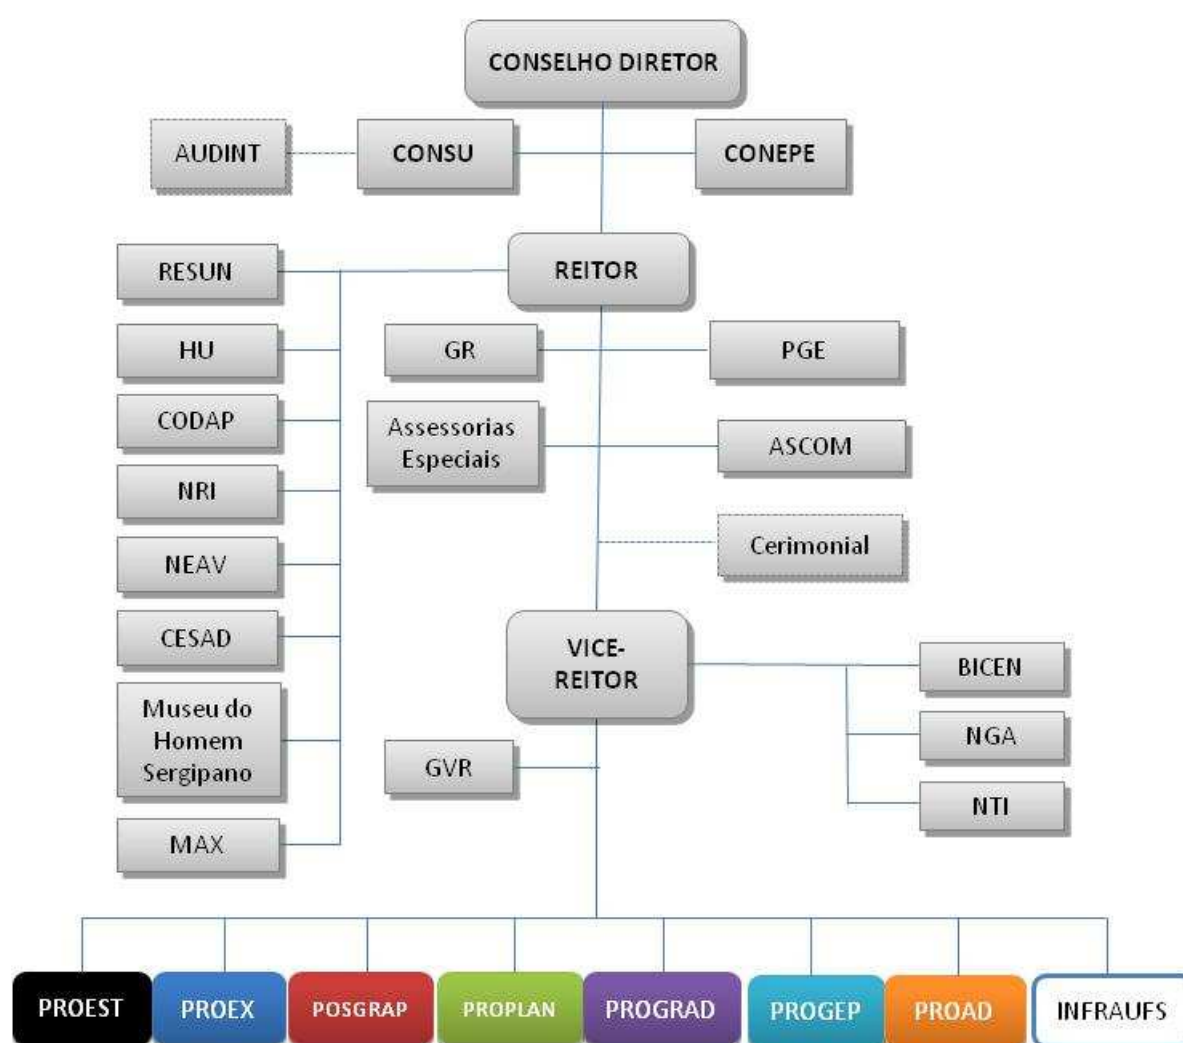 CONSELHO DIRETOR
AUDINT
CONSU
CONEPE
RESUN
REITOR
HU
GR
PGE
CODAP
Assessorias
Especiais
ASCOM
NRI
NEAV
Cerimonial
CESAD
VICE-
REITOR
BICEN
Museu do
Homem
Sergipano
NGA
GVR
NTI
MAX
PROEST
PROEX
POSGRAP
PROPLAN
PROGRAD
PROGEP
PROAD
INFRAUFS